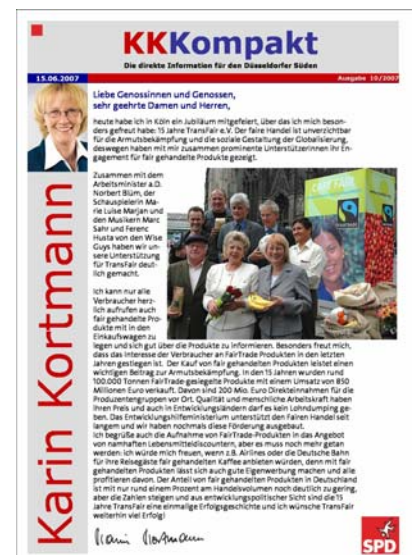 KKKompakt
Die direkte Information für den Düsseldorfer Süden
15.06.2007
Ausgabe 10/2007
Liebe Genossinnen und Genossen,
sehr geehrte Damen und Herren,
heute habe ich in Köln ein Jubiläum mitgefeiert, über das ich mich beson-
ders gefreut habe: 15 Jahre TransFair e.V. Der faire Handel ist unverzichtbar
für die Armutsbekämpfung und die soziale Gestaltung der Globalisierung,
deswegen haben mit mir zusammen prominente Unterstützerinnen ihr En-
gagement für fair gehandelte Produkte gezeigt.
Zusammen mit dem
Arbeitsminister a.D.
Norbert Blüm, der
Schauspielerin Ma-
rie Luise Marjan und
den Musikern Marc
Sahr und Ferenc
Husta von den Wise
Guys haben wir un-
sere Unterstützung
für TransFair deut-
lich gemacht.
Ich kann nur alle
Verbraucher herz-
lich aufrufen auch
fair gehandelte Pro-
dukte mit in den
Einkaufswagen zu
legen und sich gut über die Produkte zu informieren. Besonders freut mich,
dass das Interesse der Verbraucher an FairTrade Produkten in den letzten
Jahren gestiegen ist. Der Kauf von fair gehandelten Produkten leistet einen
wichtigen Beitrag zur Armutsbekämpfung. In den 15 Jahren wurden rund
100.000 Tonnen FairTrade-gesiegelte Produkte mit einem Umsatz von 850
Millionen Euro verkauft. Davon sind 200 Mio. Euro Direkteinnahmen für die
Produzentengruppen vor Ort. Qualität und menschliche Arbeitskraft haben
ihren Preis und auch in Entwicklungsländern darf es kein Lohndumping ge-
ben. Das Entwicklungshilfeministerium unterstützt den Fairen Handel seit
langem und wir haben nochmals diese Förderung ausgebaut.
Ich begrüße auch die Aufnahme von FairTrade-Produkten in das Angebot
von namhaften Lebensmitteldiscountern, aber es muss noch mehr getan
werden: ich würde mich freuen, wenn z.B. Airlines oder die Deutsche Bahn
für ihre Reisegäste fair gehandelten Kaffee anbieten würden, denn mit fair
gehandelten Produkten lässt sich auch gute Eigenwerbung machen und alle
profitieren davon. Der Anteil von fair gehandelten Produkten in Deutschland
ist mit nur rund einem Prozent am Handelsvolumen noch deutlich zu gering,
aber die Zahlen steigen und aus entwicklungspolitischer Sicht sind die 15
Jahre TransFair eine einmalige Erfolgsgeschichte und ich wünsche TransFair
weiterhin viel Erfolg!
Karin Kortmann
Karin Kortmann
SPD